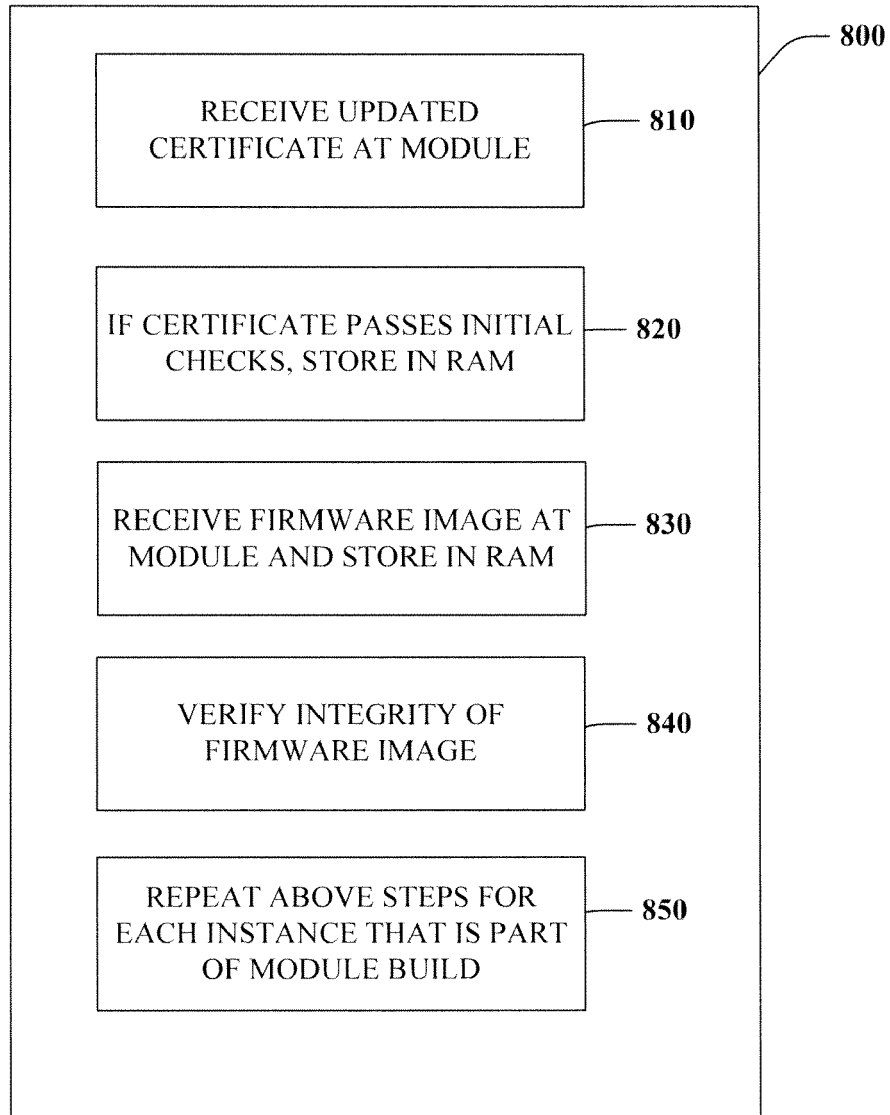 800
RECEIVE UPDATED
CERTIFICATE AT MODULE
810
IF CERTIFICATE PASSES INITIAL
CHECKS, STORE IN RAM
820
RECEIVE FIRMWARE IMAGE AT
MODULE AND STORE IN RAM
830
VERIFY INTEGRITY OF
FIRMWARE IMAGE
840
REPEAT ABOVE STEPS FOR
EACH INSTANCE THAT IS PART
OF MODULE BUILD
850